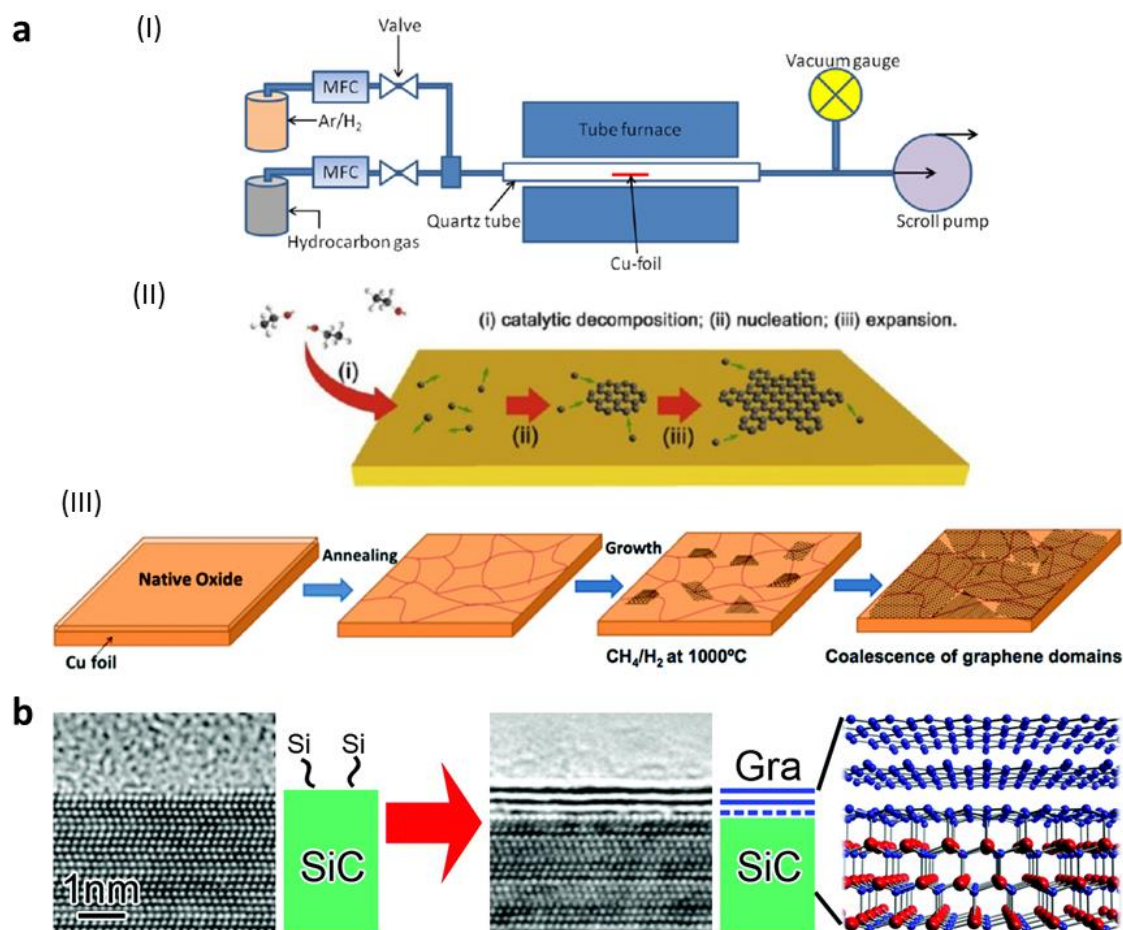 a
(I)
Valve
Vacuum gauge
MFC
Ar/H₂
Tube furnace
MFC
Quartz tube
Scroll pump
Hydrocarbon gas
Cu-foil
(II)
(i) catalytic decomposition; (ii) nucleation; (iii) expansion.
(i)
(ii)
(iii)
(III)
Native Oxide
Annealing
Growth
Cu foil
CH₄/H₂ at 1000ºC
Coalescence of graphene domains
b
Si Si
SiC
1nm
Gra
SiC